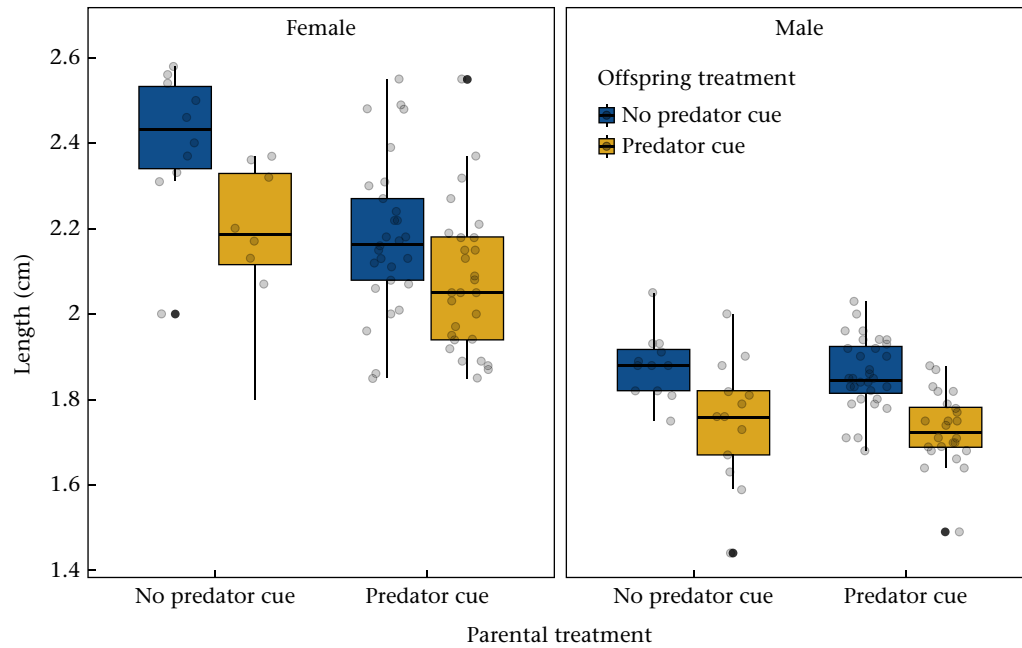 Female
Male
Offspring treatment
No predator cue
Predator cue
2.6
2.4
2.2
2
1.8
1.6
1.4
Length (cm)
No predator cue
Predator cue
No predator cue
Predator cue
Parental treatment